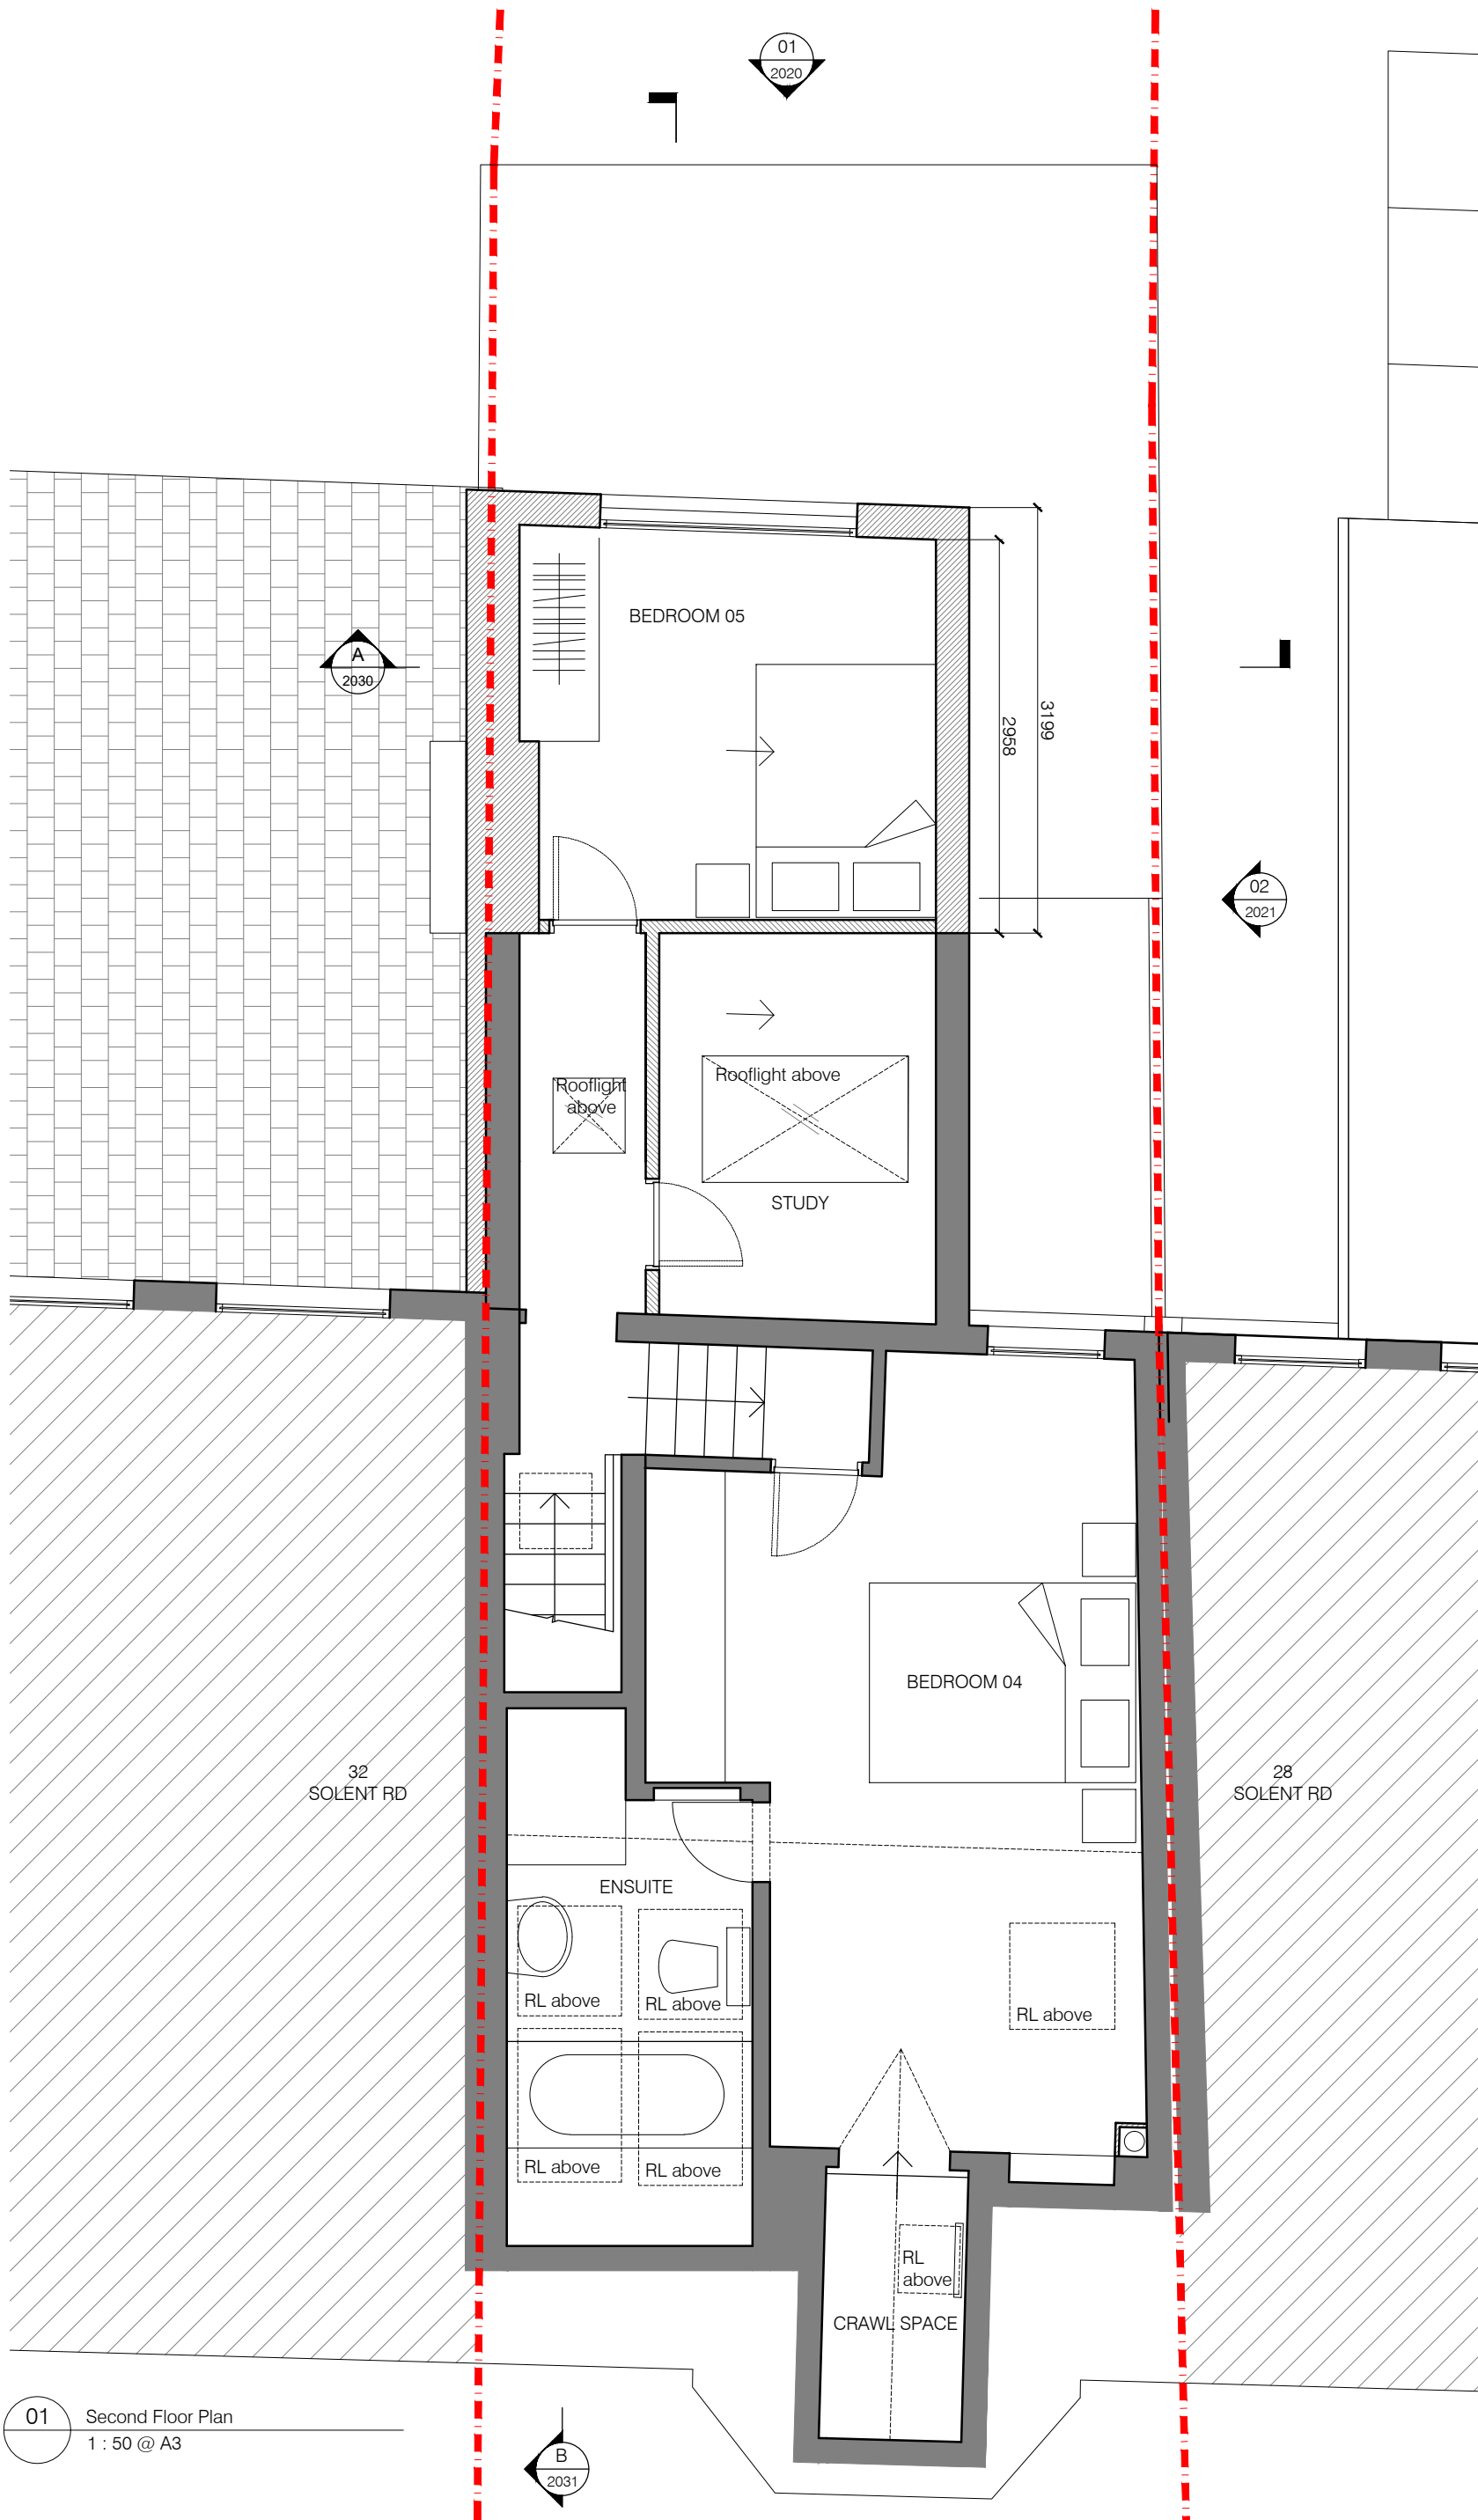 01
2020
BEDROOM 05
A
2030
3199
2958
02
2021
Rooflight
above
Rooflight above
STUDY
BEDROOM 04
32
SOLENT RD
28
SOLENT RD
ENSUITE
RL above
RL above
RL above
RL above
RL above
RL
above
CRAWL SPACE
01
Second Floor Plan
1 : 50 @ A3
B
2031